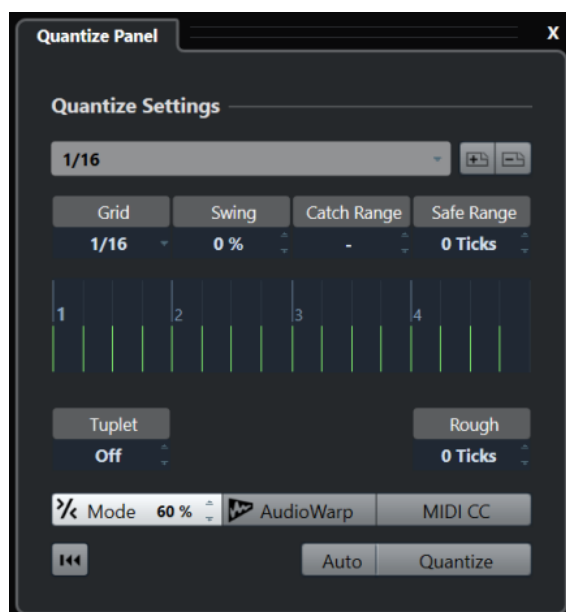 Quantize Panel X
Quantize Settings
1/16
Grid Swing Catch Range Safe Range
1/16 0 % - 0 Ticks
1 2 3 4
Tuplet Rough
Off 0 Ticks
Mode 60 % AudioWarp MIDI CC
Auto Quantize